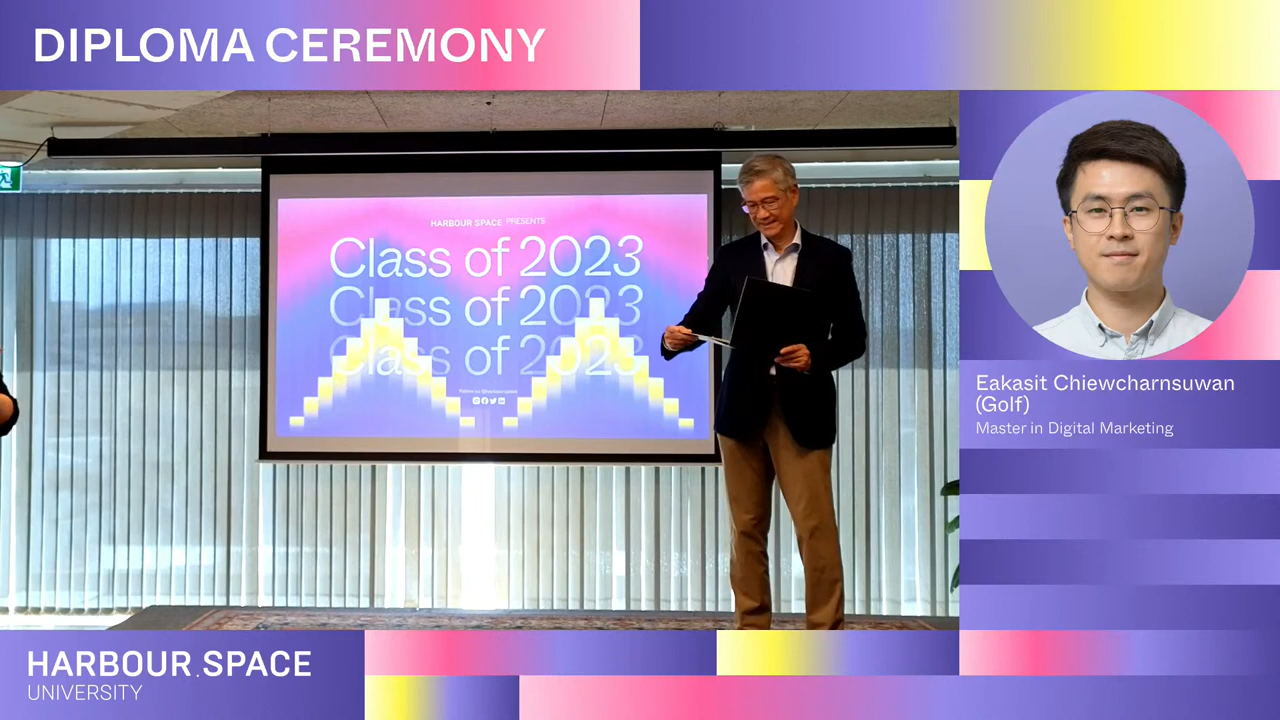 DIPLOMA CEREMONY
HARBOUR.SPACE PRESENTS
Class of 2023
Class of 2023
Class of 2023
Eakasit Chiewcharnsuwan
(Golf)
Master in Digital Marketing
HARBOUR.SPACE
UNIVERSITY